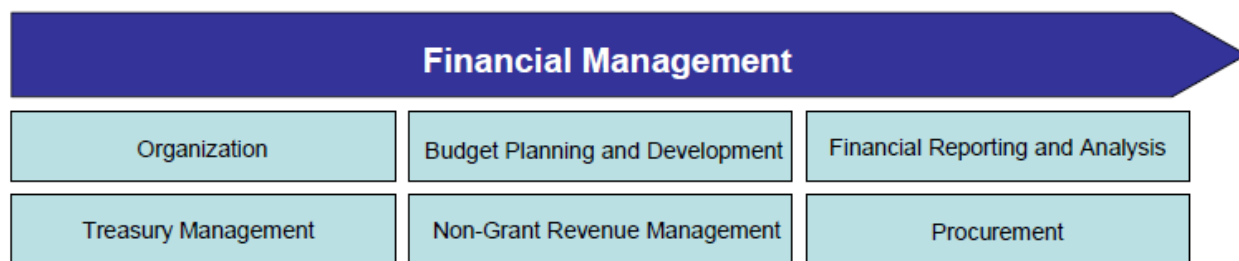 Financial Management
Organization
Budget Planning and Development
Financial Reporting and Analysis
Treasury Management
Non-Grant Revenue Management
Procurement